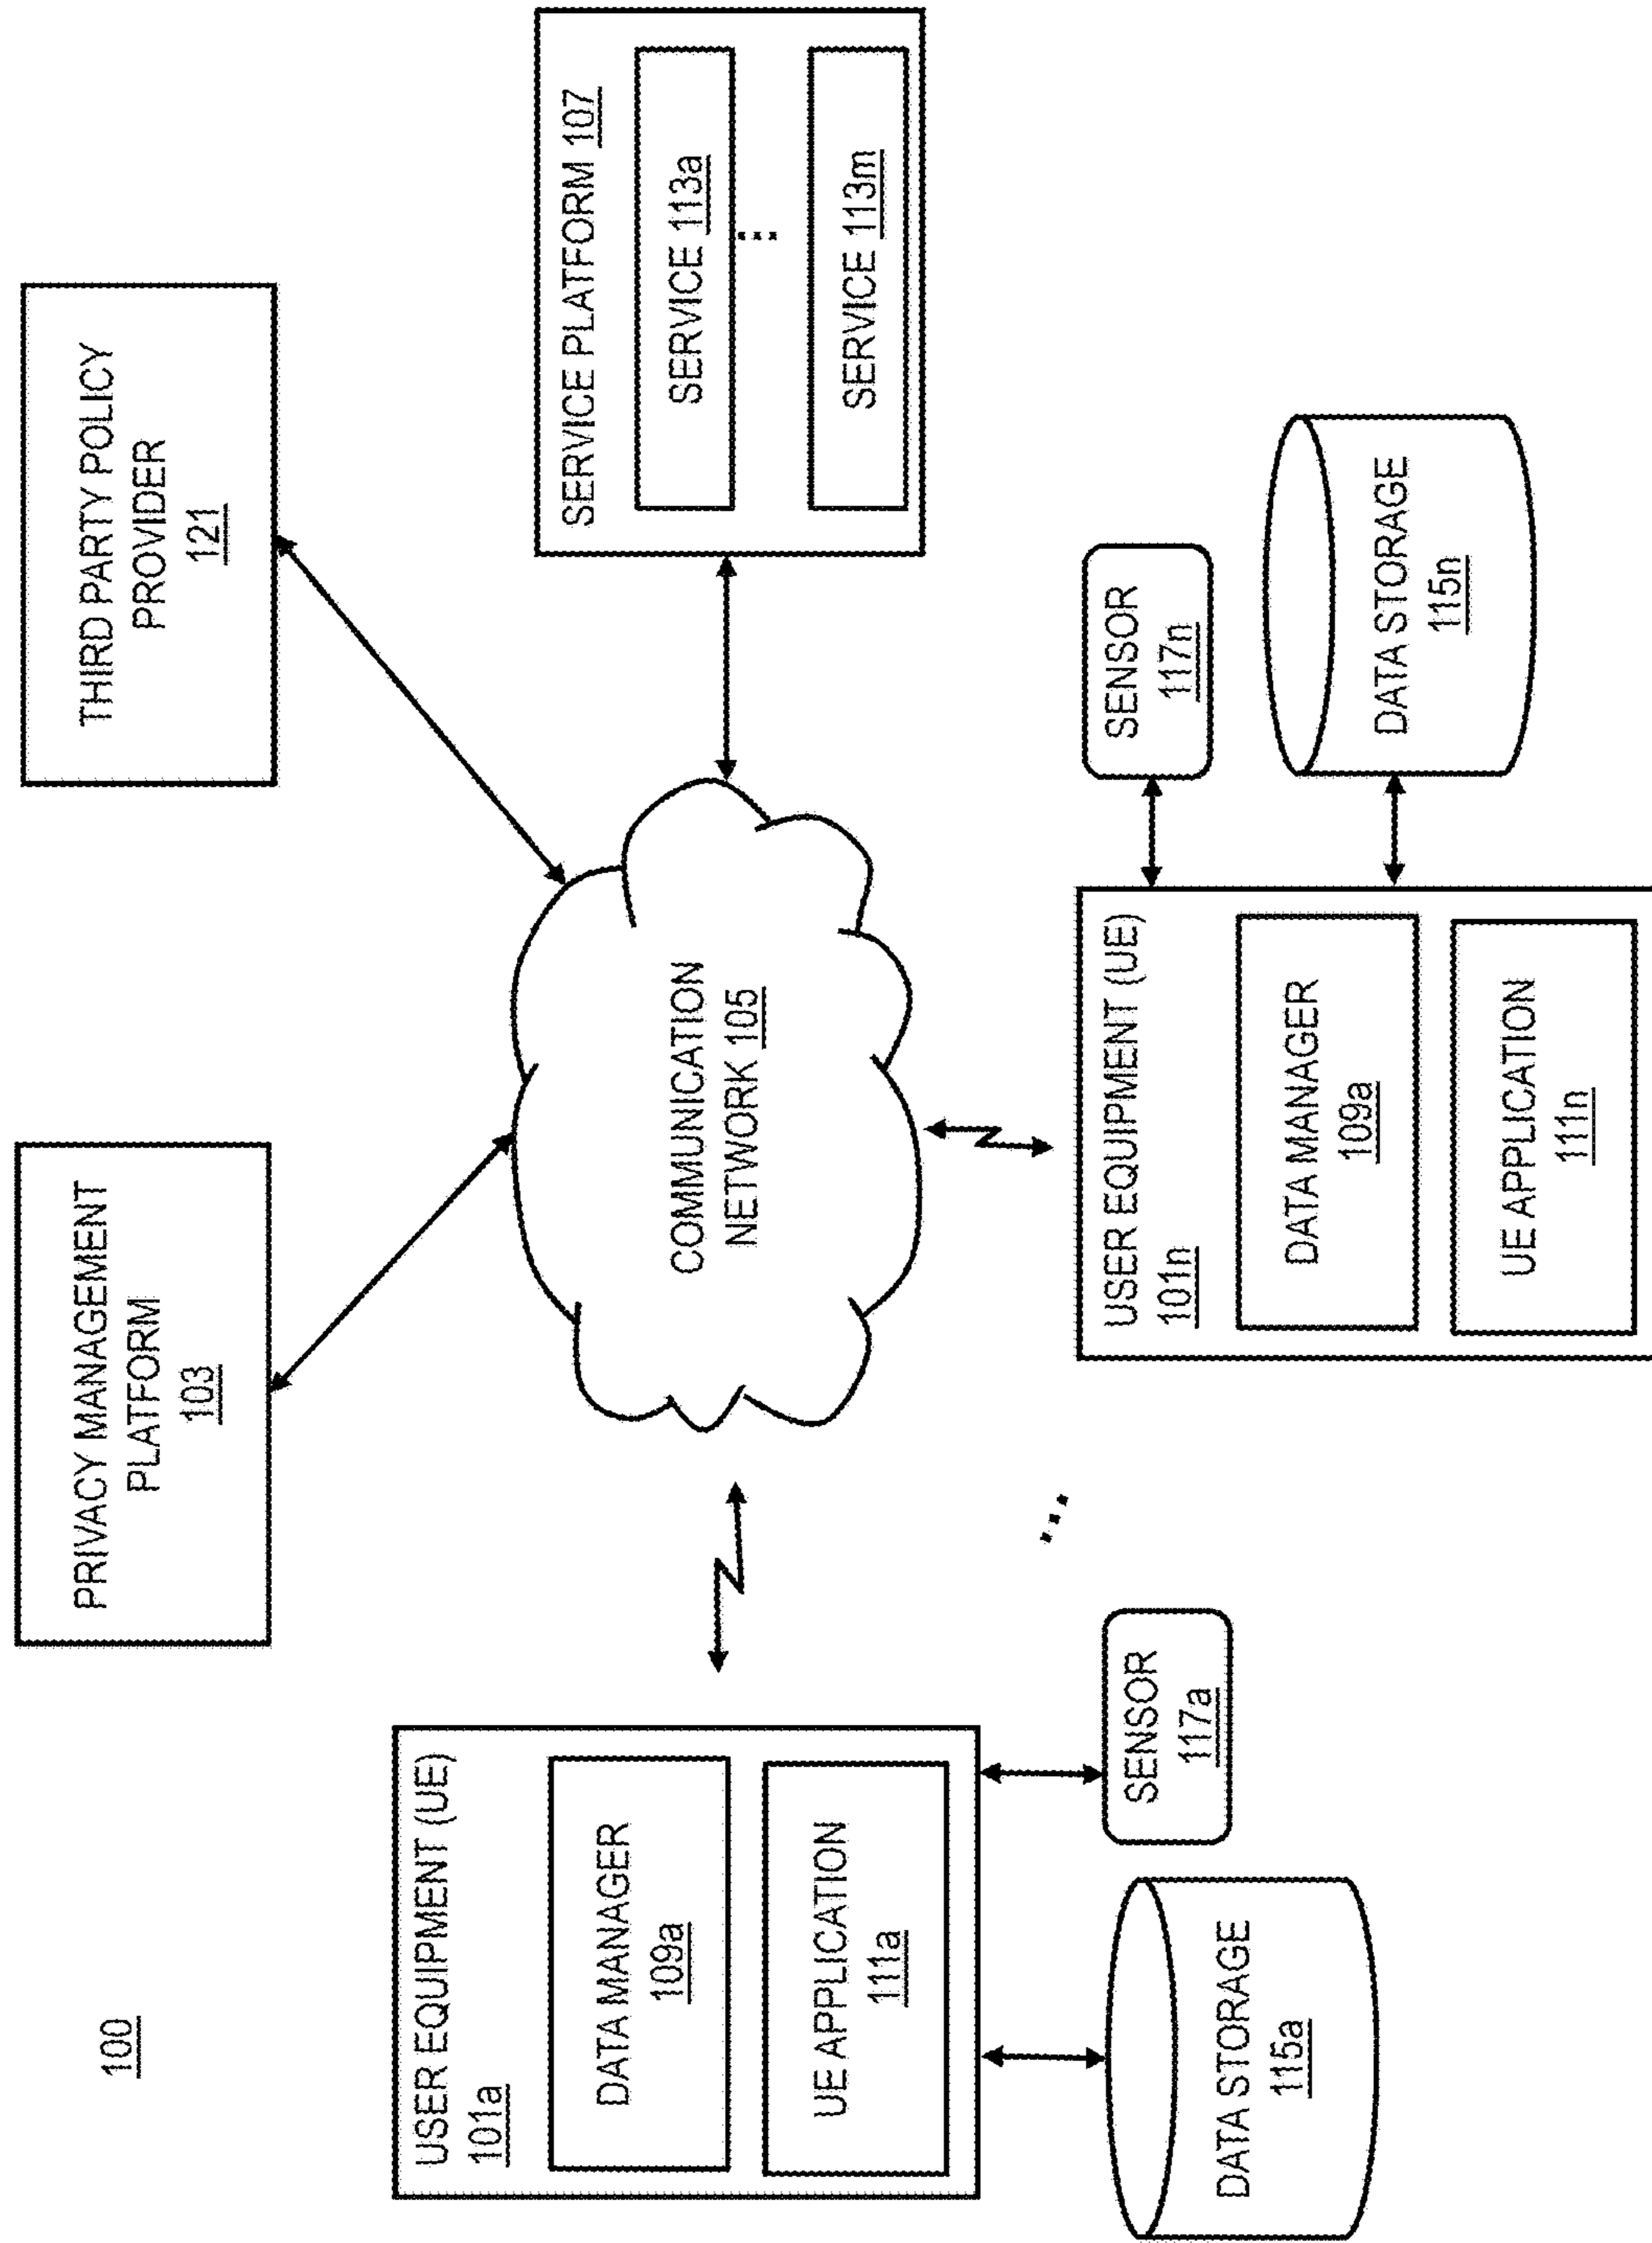 100
PRIVACY MANAGEMENT
PLATFORM
103
THIRD PARTY POLICY
PROVIDER
121
USER EQUIPMENT (UE)
101a
DATA MANAGER
109a
UE APPLICATION
111a
COMMUNICATION
NETWORK 105
SERVICE PLATFORM 107
SERVICE 113a
...
SERVICE 113m
DATA STORAGE
115a
SENSOR
117a
...
USER EQUIPMENT (UE)
101n
DATA MANAGER
109a
UE APPLICATION
111n
SENSOR
117n
DATA STORAGE
115n